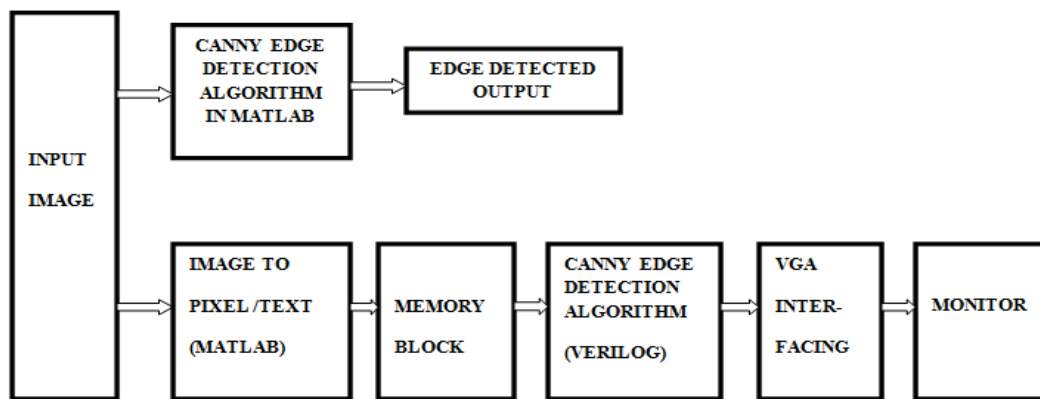 INPUT
IMAGE
CANNY EDGE
DETECTION
ALGORITHM
IN MATLAB
EDGE DETECTED
OUTPUT
IMAGE TO
PIXEL /TEXT
(MATLAB)
MEMORY
BLOCK
CANNY EDGE
DETECTION
ALGORITHM
(VERILOG)
VGA
INTER-
FACING
MONITOR